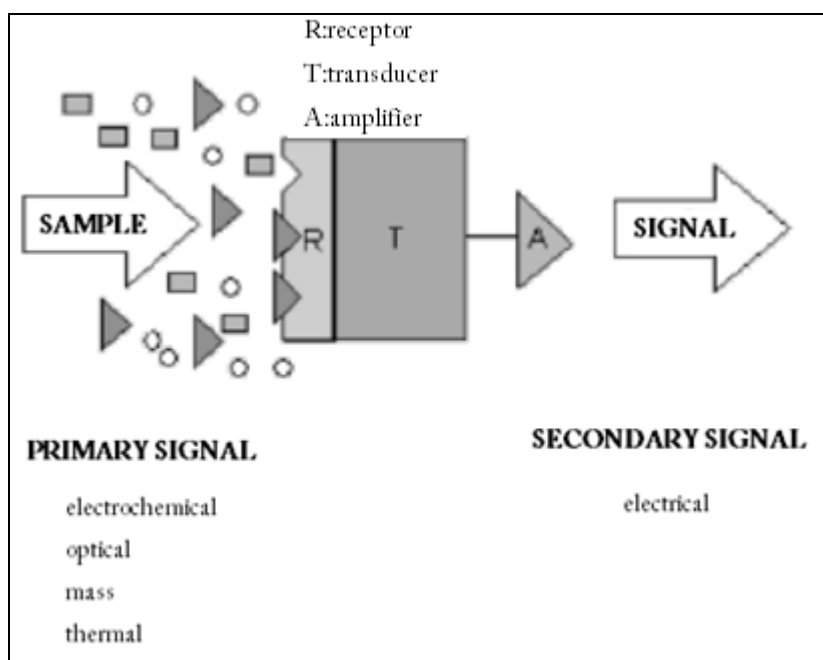 R:receptor
T:transducer
A:amplifier
SAMPLE
R
T
A
SIGNAL
PRIMARY SIGNAL
electrochemical
optical
mass
thermal
SECONDARY SIGNAL
electrical